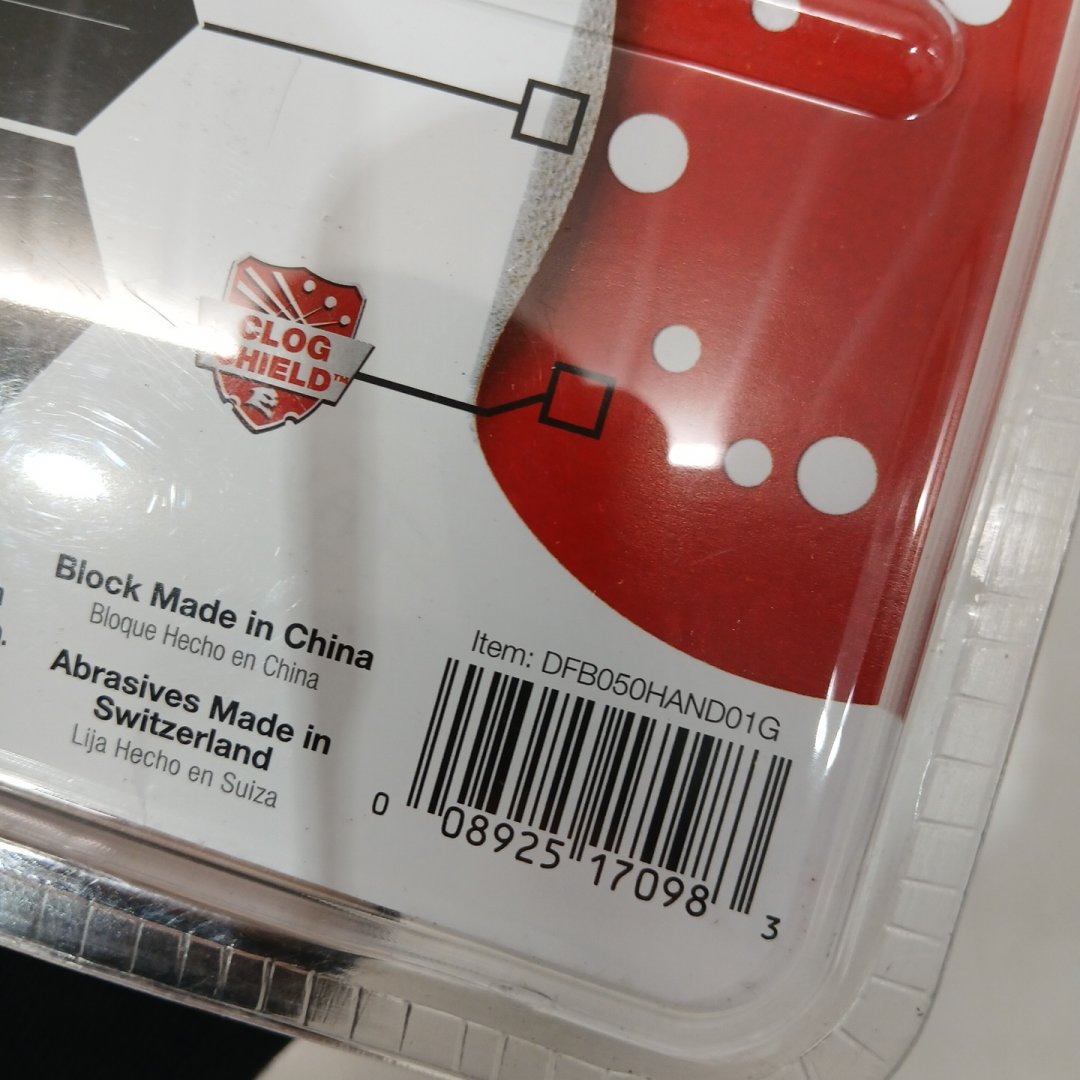 CLOG
SHIELD™
Block Made in China
Bloque Hecho en China
Abrasives Made in
Switzerland
Lija Hecho en Suiza
Item: DFB050HAND01G
0 08925 17098 3